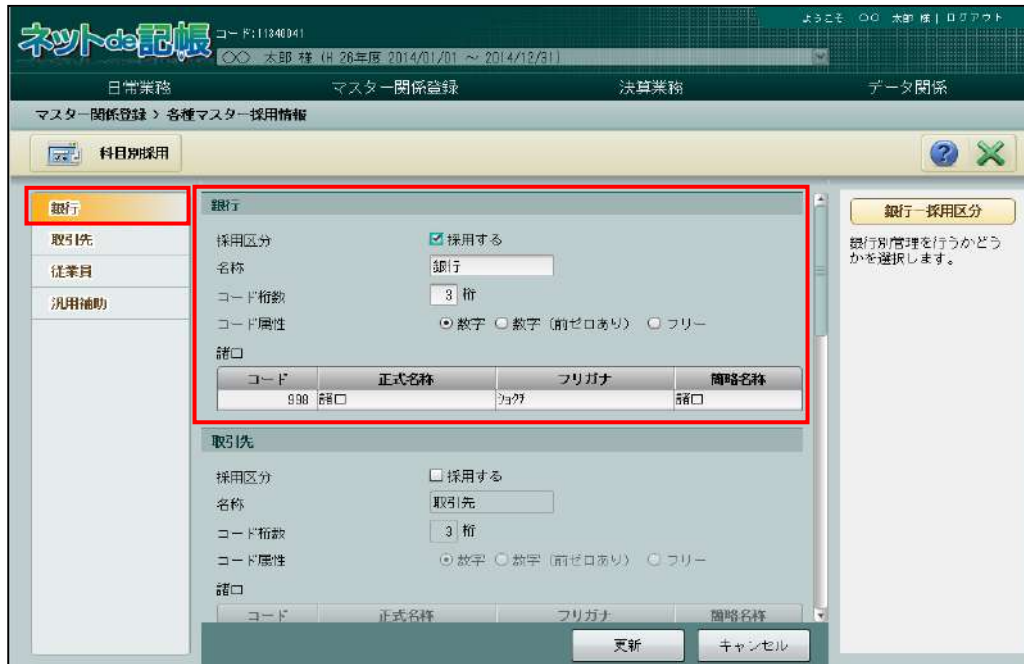 ようこそ 〇〇 太郎 様 | ログアウト
ネットde記帳 コード:11840041
〇〇 太郎 様 (H 26年度 2014/01/01 ～ 2014/12/31)
日常業務 マスター関係登録 決算業務 データ関係
マスター関係登録 > 各種マスター採用情報
科目別採用
銀行
取引先
従業員
汎用補助
銀行
採用区分 採用する
名称 銀行
コード桁数 3 桁
コード属性 数字 数字（前ゼロあり） フリー
諸口
コード 正式名称 フリガナ 簡略名称
998 諸口 ｼｮｸﾁ 諸口
取引先
採用区分 採用する
名称 取引先
コード桁数 3 桁
コード属性 数字 数字（前ゼロあり） フリー
諸口
コード 正式名称 フリガナ 簡略名称
更新 キャンセル
銀行－採用区分
銀行別管理を行うかどう
かを選択します。